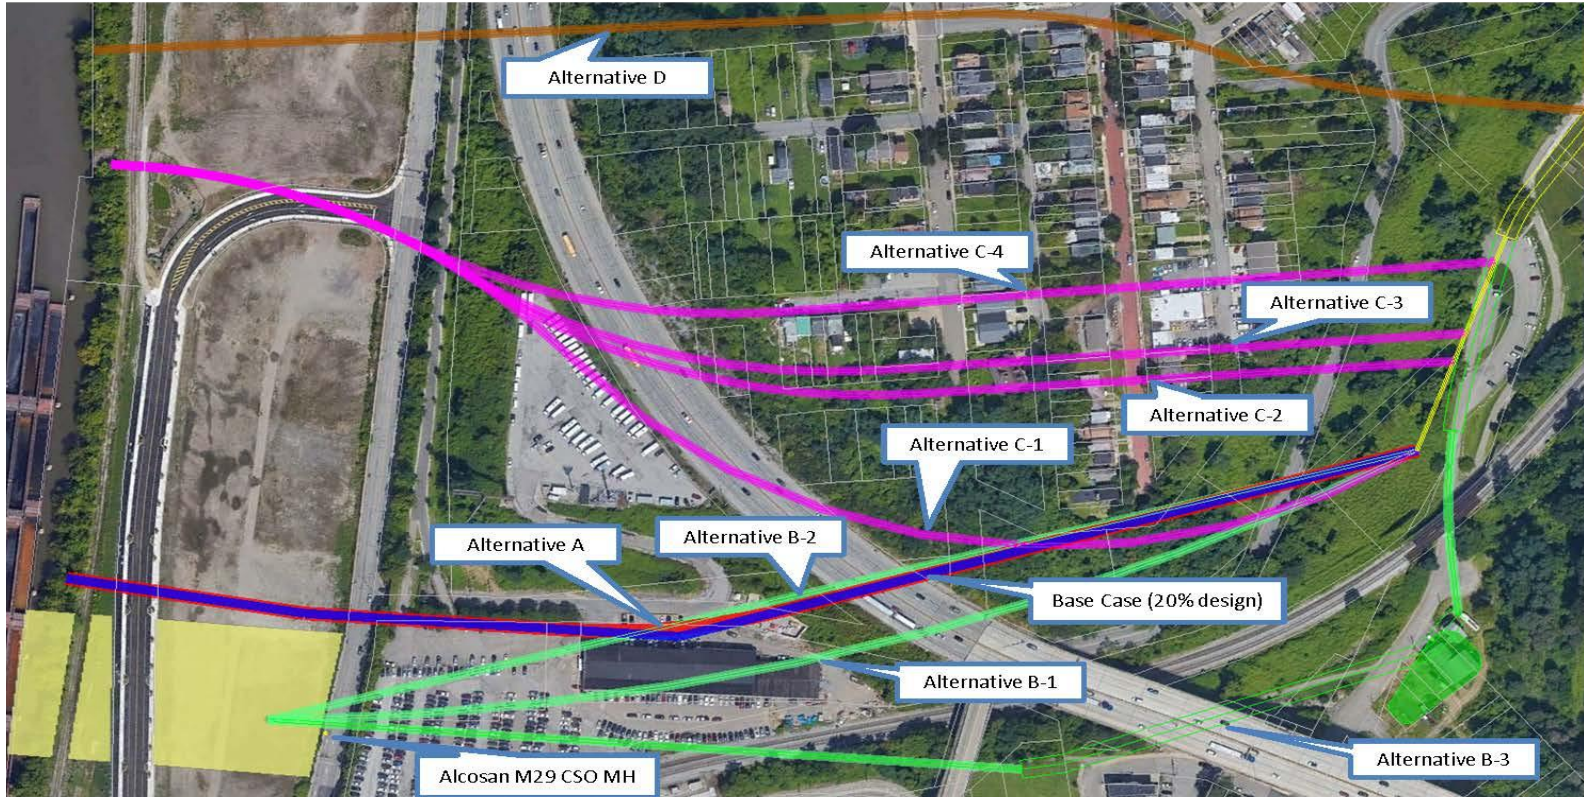 Alternative D
Alternative C-4
Alternative C-3
Alternative C-2
Alternative C-1
Alternative B-2
Alternative A
Base Case (20% design)
Alternative B-1
Alternative B-3
Alcosan M29 CSO MH